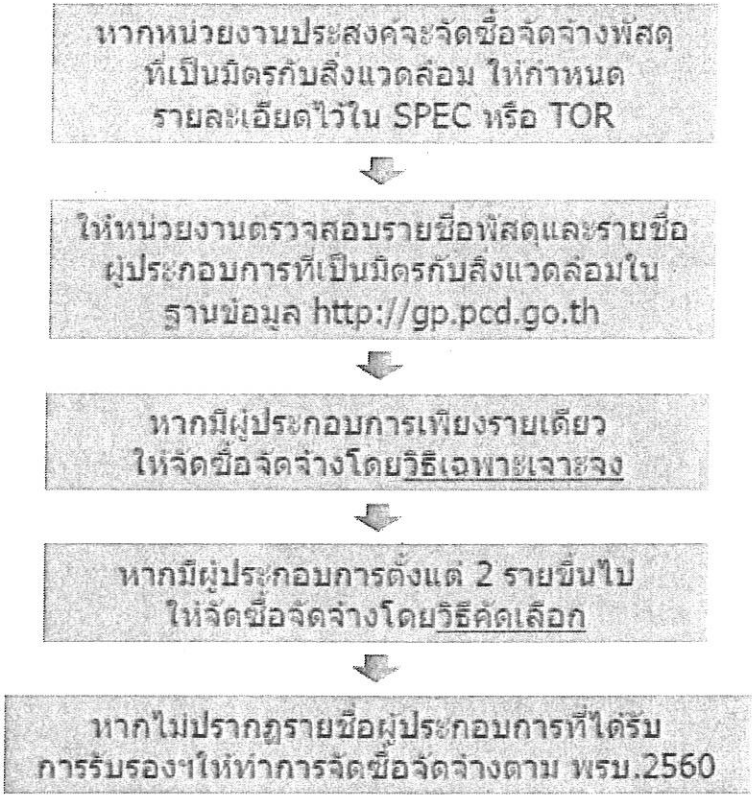 หากหน่วยงานประสงค์จะจัดซื้อจัดจ้างพัสดุ
ที่เป็นมิตรกับสิ่งแวดล้อม ให้กำหนด
รายละเอียดไว้ใน SPEC หรือ TOR
ให้หน่วยงานตรวจสอบรายชื่อพัสดุและรายชื่อ
ผู้ประกอบการที่เป็นมิตรกับสิ่งแวดล้อมใน
ฐานข้อมูล http://gp.pcd.go.th
หากมีผู้ประกอบการเพียงรายเดียว
ให้จัดซื้อจัดจ้างโดยวิธีเฉพาะเจาะจง
หากมีผู้ประกอบการตั้งแต่ 2 รายขึ้นไป
ให้จัดซื้อจัดจ้างโดยวิธีคัดเลือก
หากไม่ปรากฏรายชื่อผู้ประกอบการที่ได้รับ
การรับรองฯให้ทำการจัดซื้อจัดจ้างตาม พรบ.2560